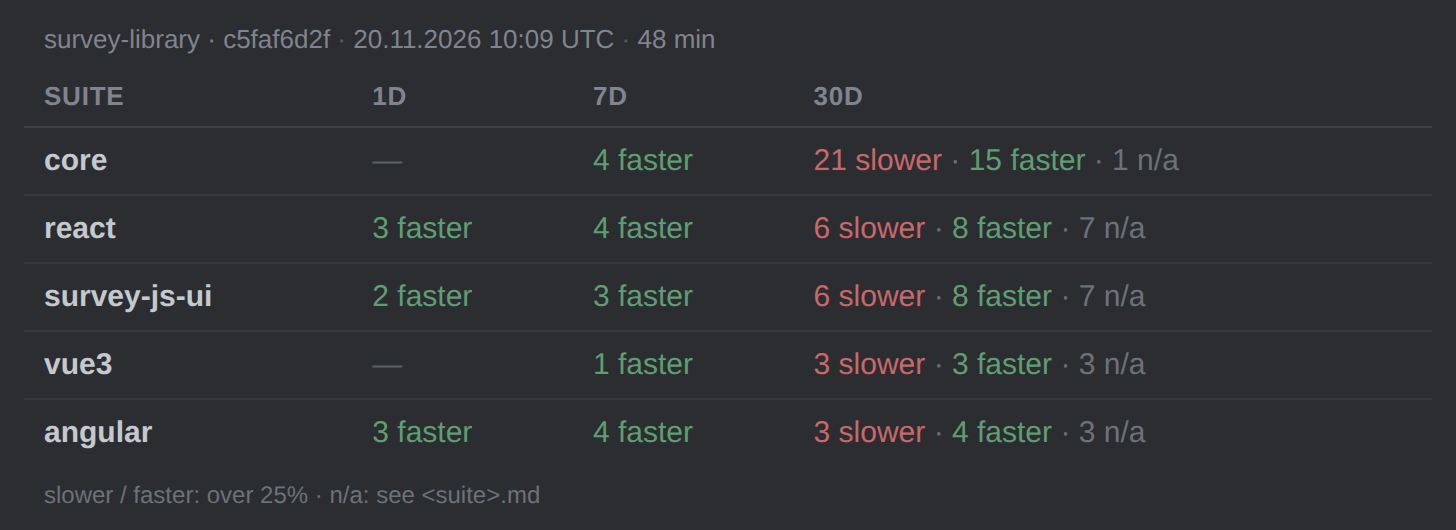 survey-library · c5faf6d2f · 20.11.2026 10:09 UTC · 48 min
SUITE 1D 7D 30D
core — 4 faster 21 slower · 15 faster · 1 n/a
react 3 faster 4 faster 6 slower · 8 faster · 7 n/a
survey-js-ui 2 faster 3 faster 6 slower · 8 faster · 7 n/a
vue3 — 1 faster 3 slower · 3 faster · 3 n/a
angular 3 faster 4 faster 3 slower · 4 faster · 3 n/a
slower / faster: over 25% · n/a: see <suite>.md